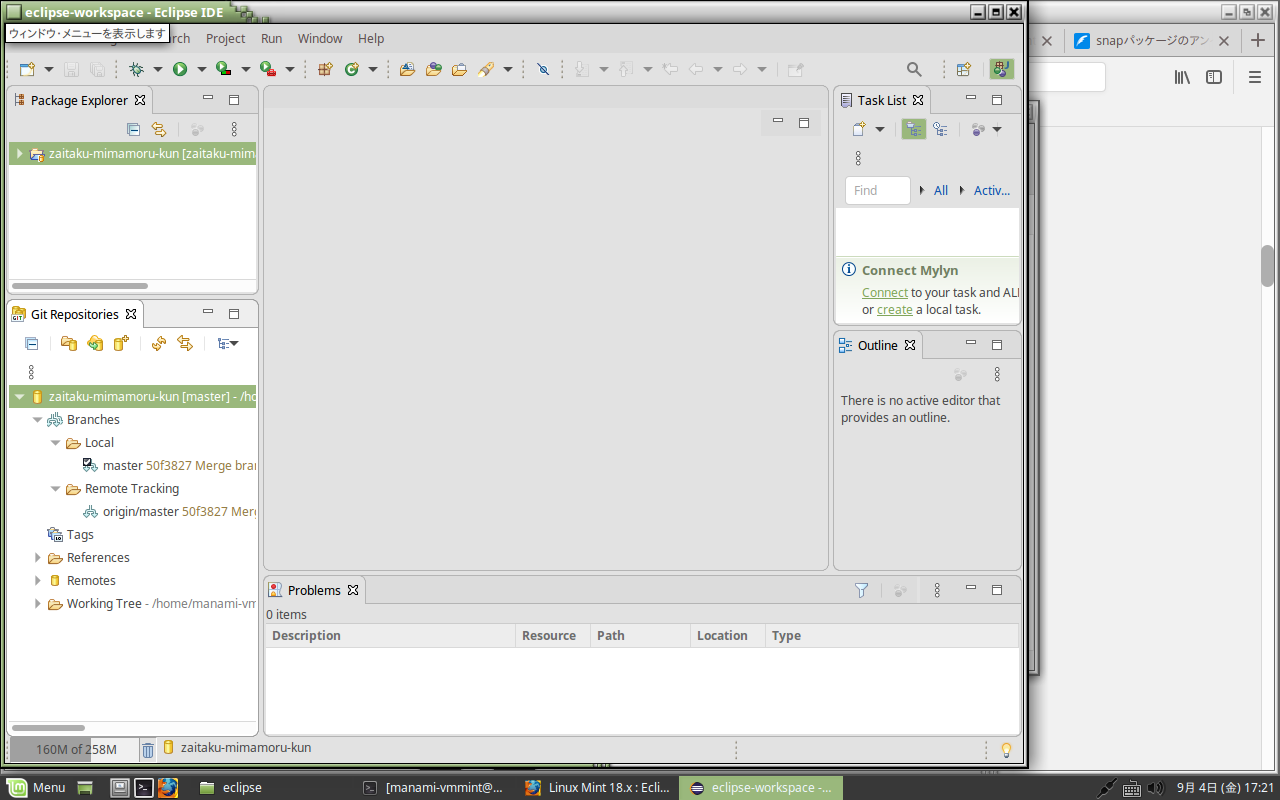 eclipse-workspace - Eclipse IDE
ウィンドウ・メニューを表示します
rch Project Run Window Help
snapパッケージのアン
Package Explorer
zaitaku-mimamoru-kun [zaitaku-mim
Task List
Find
All
Activ...
Connect Mylyn
Connect to your task and AL
or create a local task.
Git Repositories
zaitaku-mimamoru-kun [master] - /ho
Branches
Local
master 50f3827 Merge bra
Remote Tracking
origin/master 50f3827 Mer
Tags
References
Remotes
Working Tree - /home/manami-vm
Outline
There is no active editor that
provides an outline.
Problems
0 items
Description Resource Path Location Type
160M of 258M
zaitaku-mimamoru-kun
Menu
eclipse
[manami-vmmint@...
Linux Mint 18.x : Ecli...
eclipse-workspace -...
9月 4日 (金) 17:21